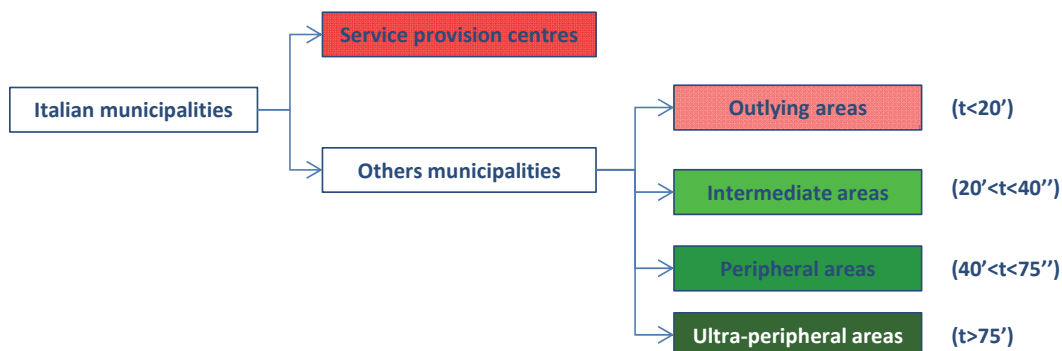 Service provision centres
Italian municipalities
Outlying areas (t<20’)
Others municipalities
Intermediate areas (20’<t<40’’)
Peripheral areas (40’<t<75’’)
Ultra-peripheral areas (t>75’)